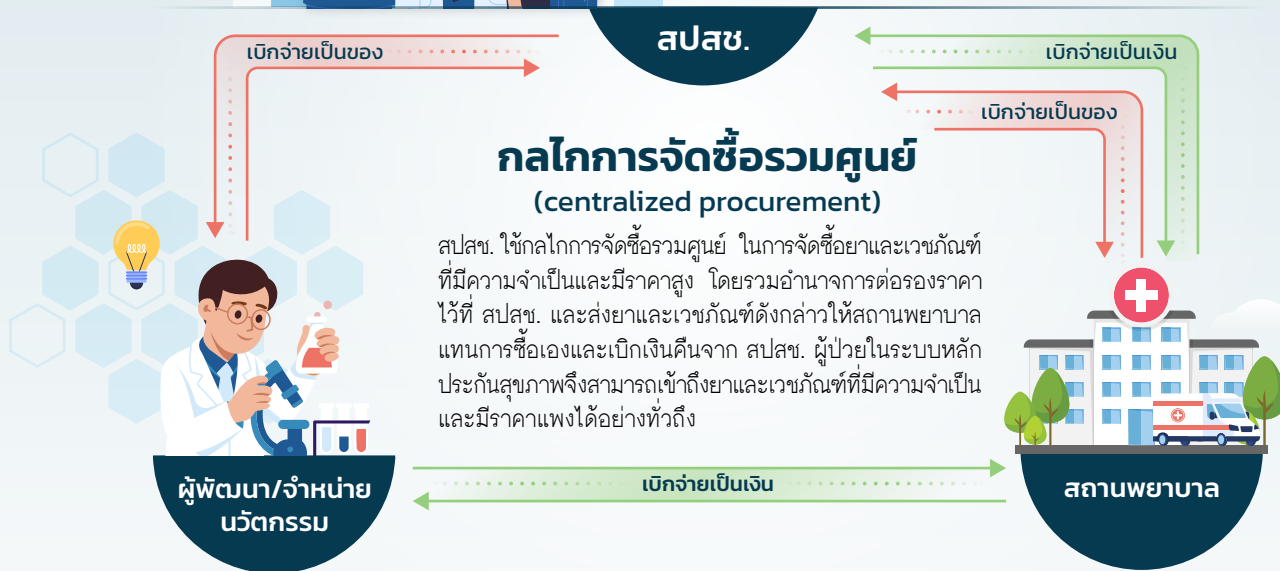 สปสช.
เบิกจ่ายเป็นของ
เบิกจ่ายเป็นเงิน
เบิกจ่ายเป็นของ
กลไกการจัดซื้อรวมศูนย์
(centralized procurement)
สปสช. ใช้กลไกการจัดซื้อรวมศูนย์ ในการจัดซื้อยาและเวชภัณฑ์
ที่มีความจำเป็นและมีราคาสูง โดยรวมอำนาจการต่อรองราคา
ไว้ที่ สปสช. และส่งยาและเวชภัณฑ์ดังกล่าวให้สถานพยาบาล
แทนการซื้อเองและเบิกเงินคืนจาก สปสช. ผู้ป่วยในระบบหลัก
ประกันสุขภาพจึงสามารถเข้าถึงยาและเวชภัณฑ์ที่มีความจำเป็น
และมีราคาแพงได้อย่างทั่วถึง
เบิกจ่ายเป็นเงิน
ผู้พัฒนา/จำหน่าย
นวัตกรรม
สถานพยาบาล